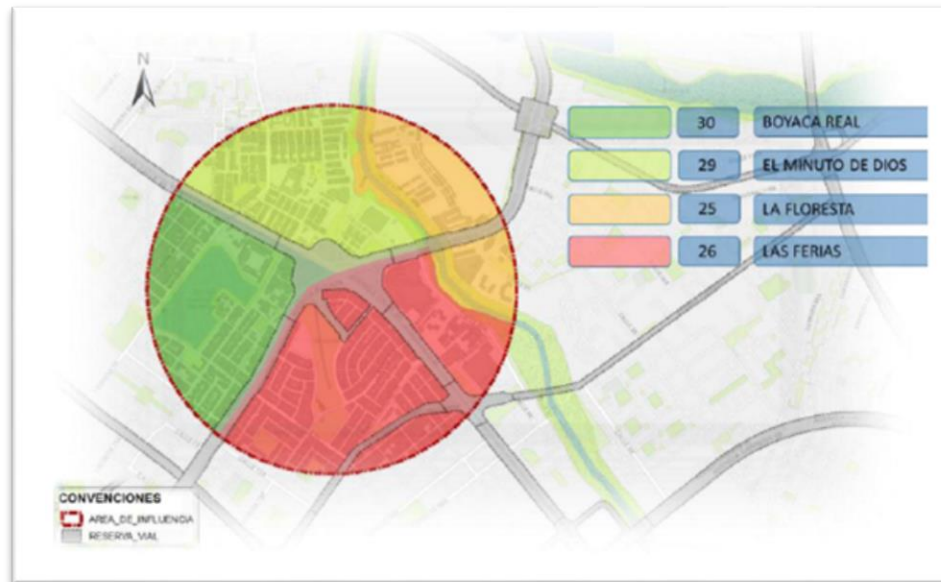 N
30 BOYACA REAL
29 EL MINUTO DE DIOS
25 LA FLORESTA
26 LAS FERIAS
CONVENCIONES
AREA_DE_INFLUENCIA
RESERVA_VIAL